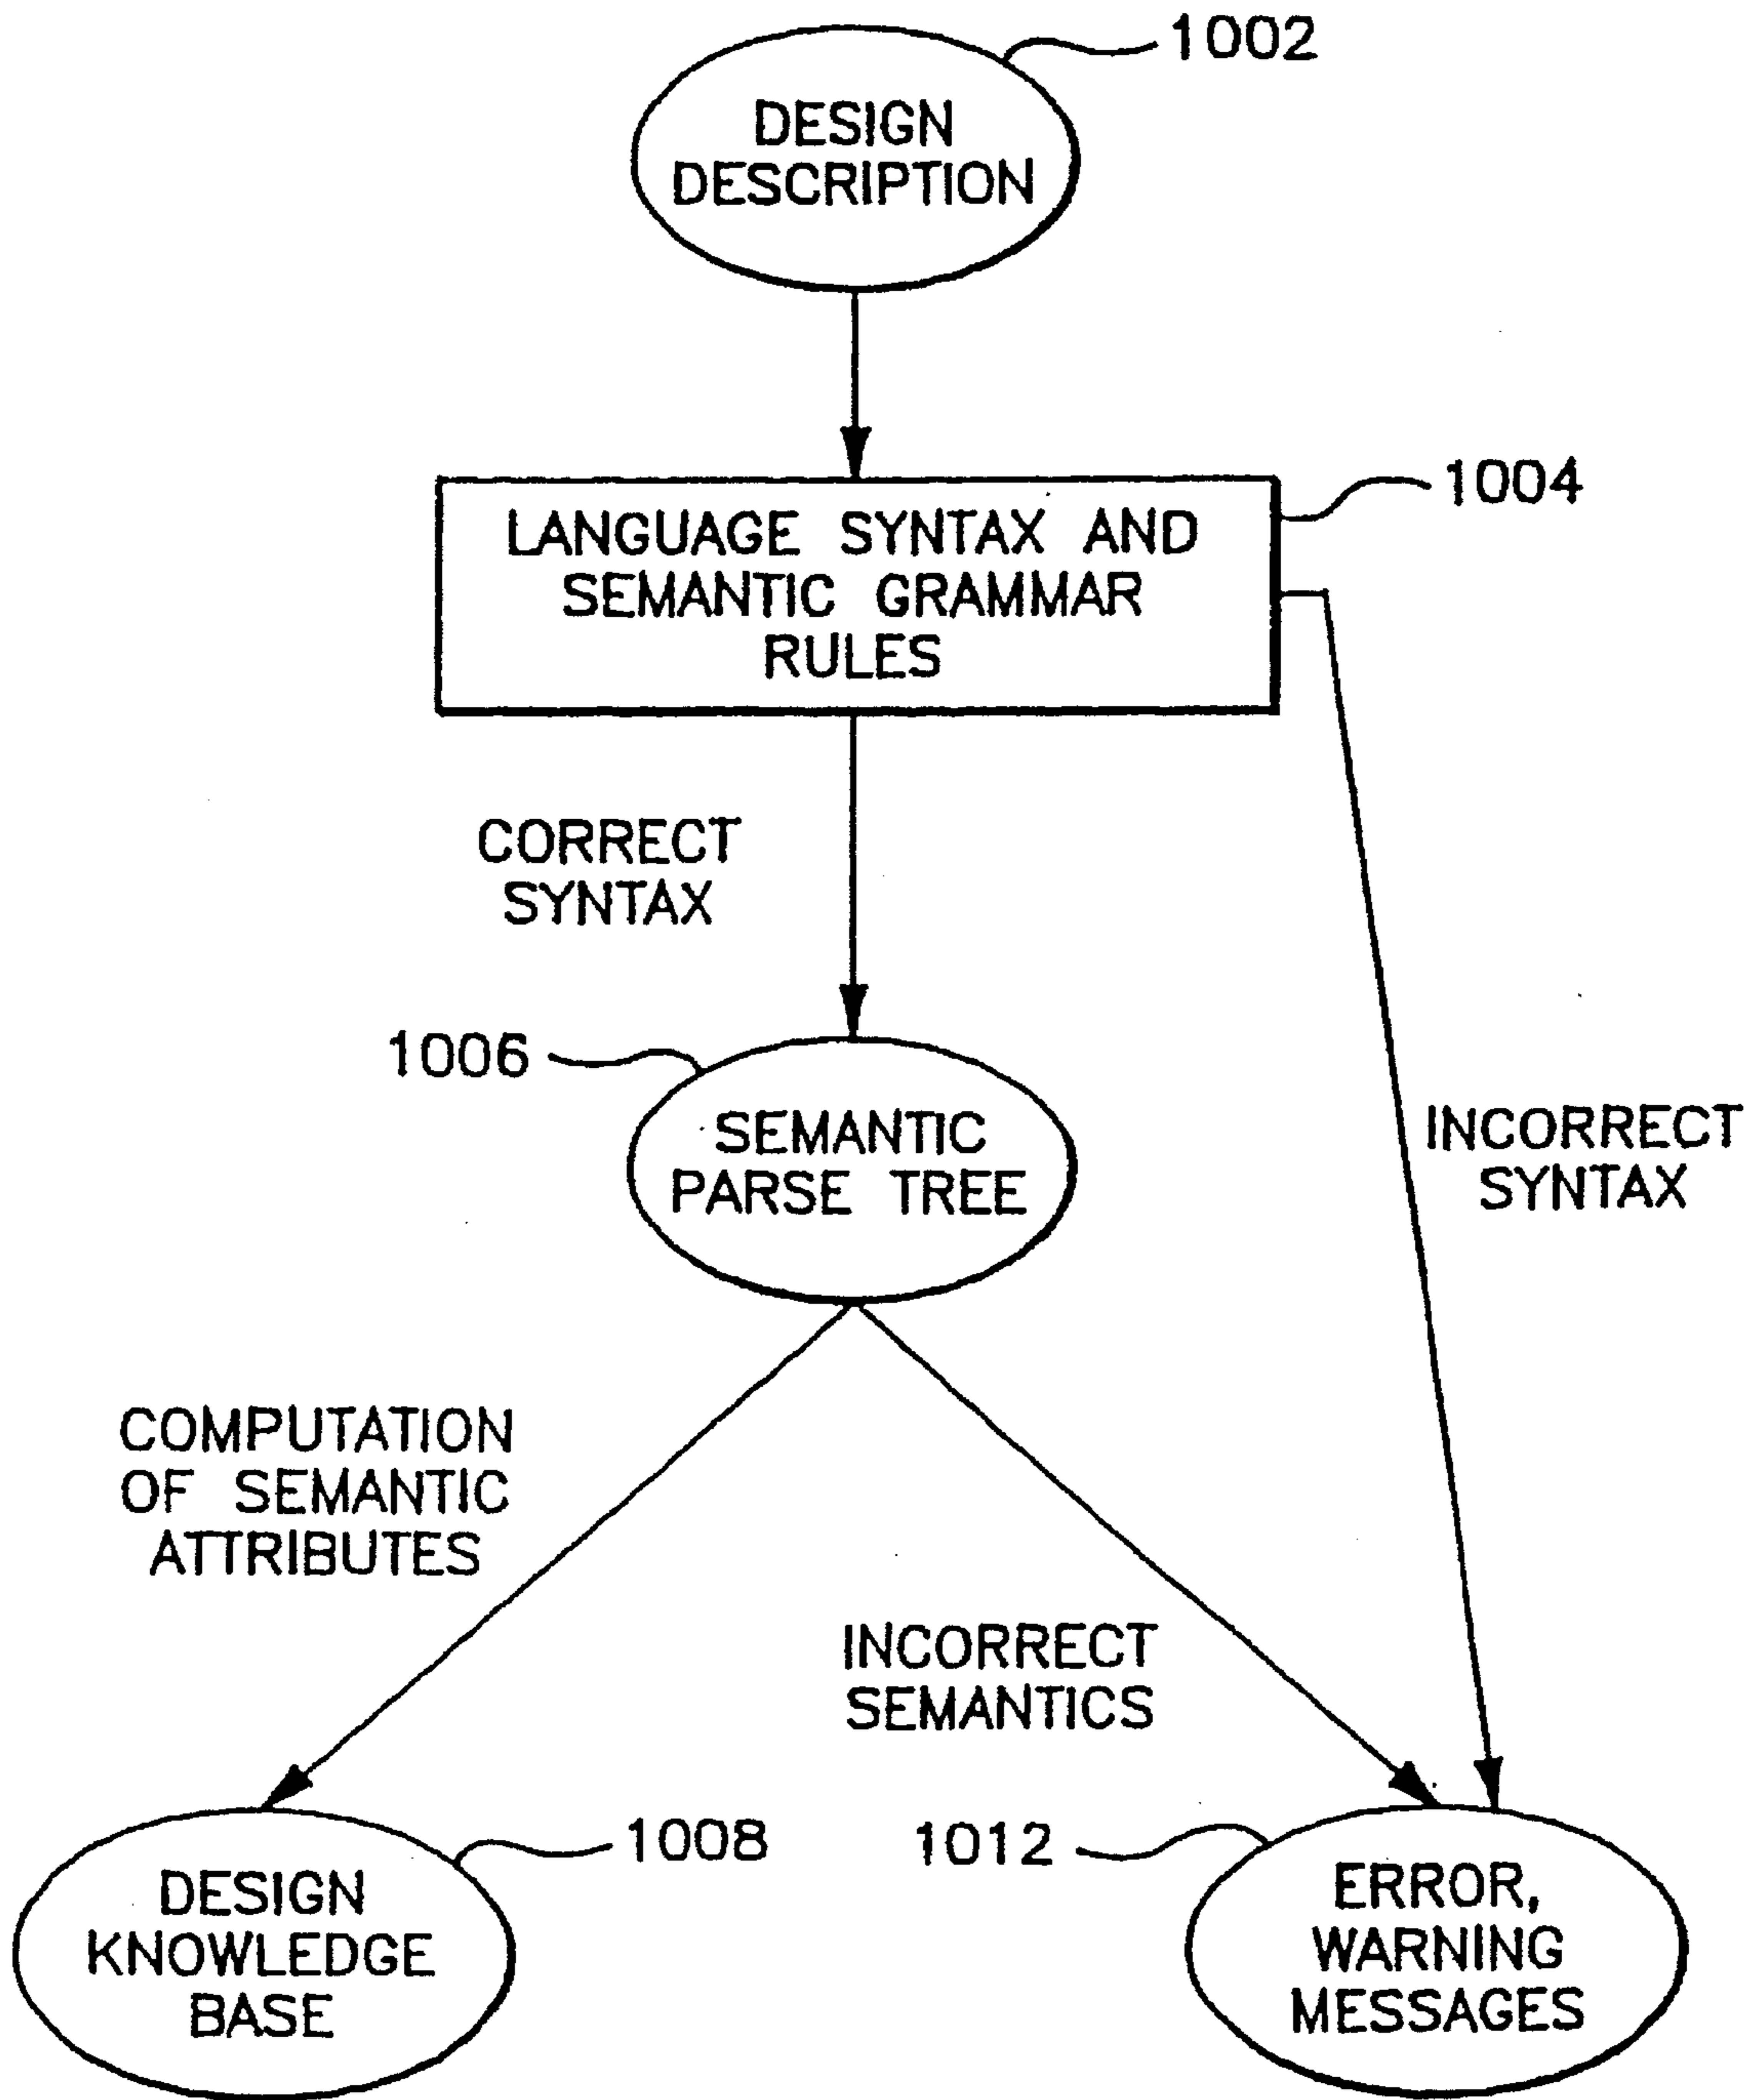 1002
DESIGN
DESCRIPTION
1004
LANGUAGE SYNTAX AND
SEMANTIC GRAMMAR
RULES
CORRECT
SYNTAX
1006
SEMANTIC
PARSE TREE
INCORRECT
SYNTAX
COMPUTATION
OF SEMANTIC
ATTRIBUTES
INCORRECT
SEMANTICS
1008
DESIGN
KNOWLEDGE
BASE
1012
ERROR,
WARNING
MESSAGES